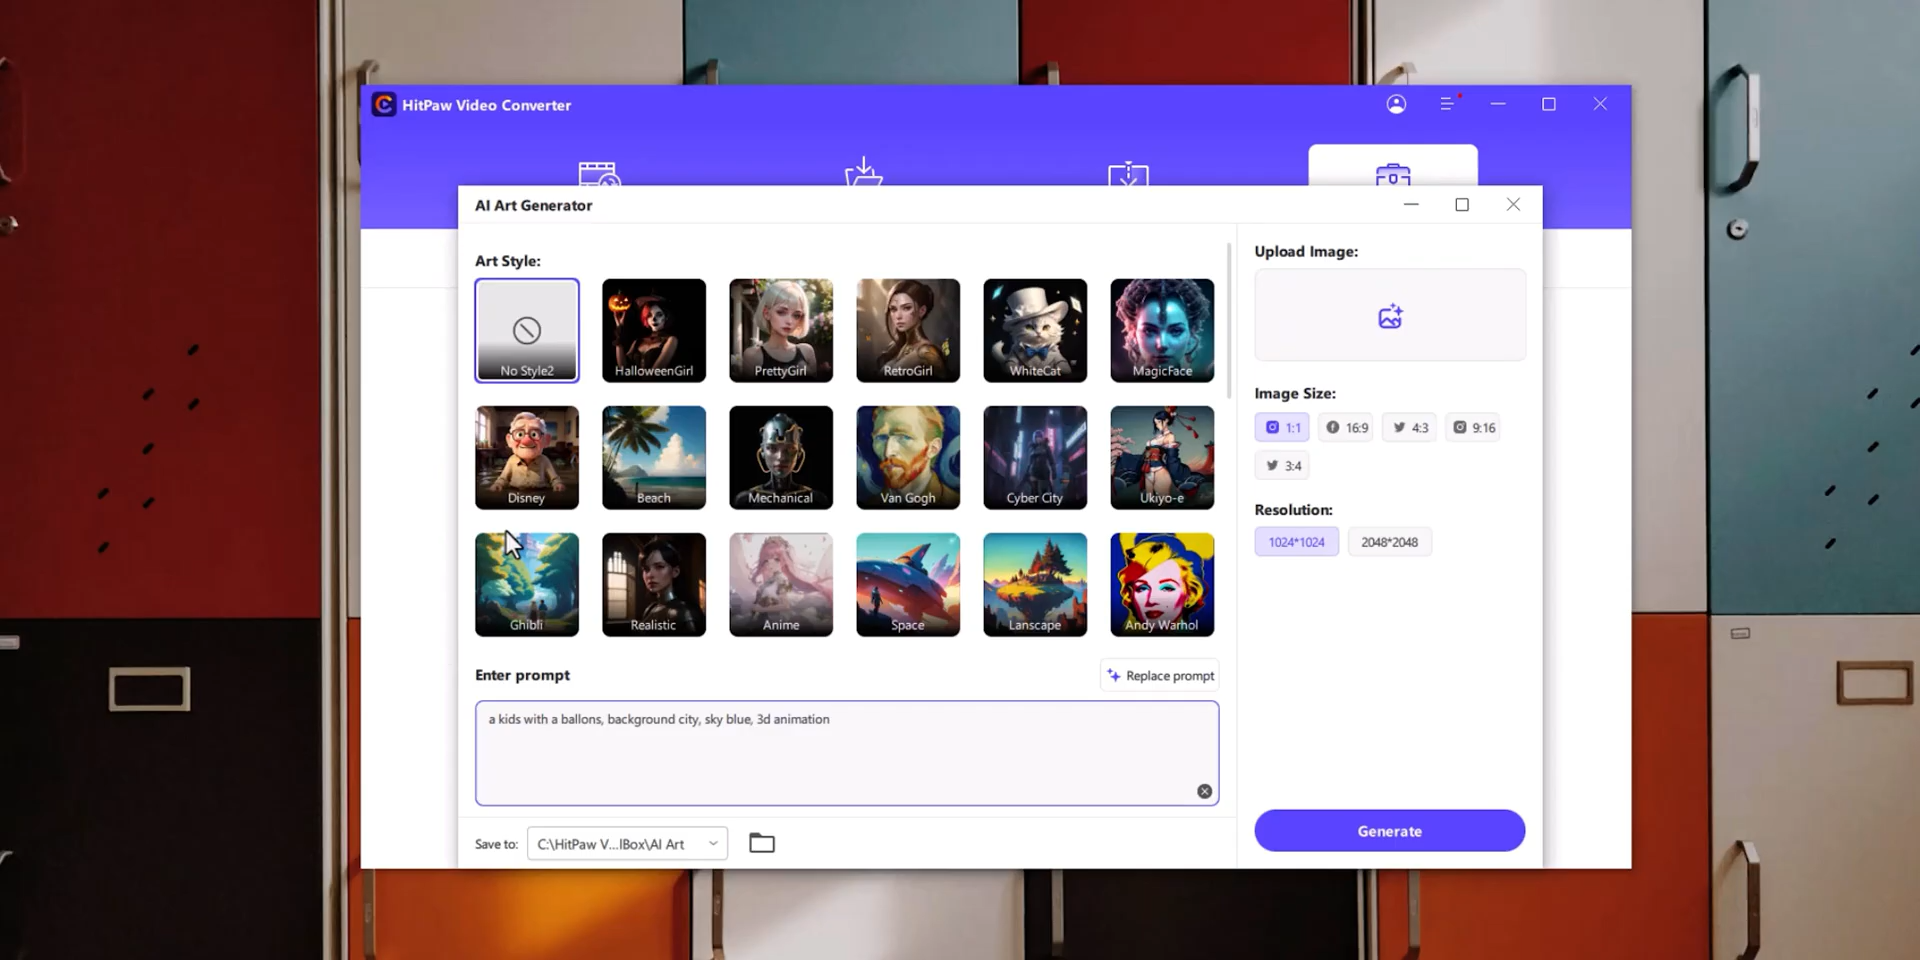 HitPaw Video Converter
AI Art Generator
Art Style:
No Style2
HalloweenGirl
PrettyGirl
RetroGirl
WhiteCat
MagicFace
Disney
Beach
Mechanical
Van Gogh
Cyber City
Ukiyo-e
Ghibli
Realistic
Anime
Space
Lanscape
Andy Warhol
Enter prompt
Replace prompt
a kids with a ballons, background city, sky blue, 3d animation
Save to:
C:\HitPaw V...lBox\AI Art
Upload Image:
Image Size:
1:1
16:9
4:3
9:16
3:4
Resolution:
1024*1024
2048*2048
Generate